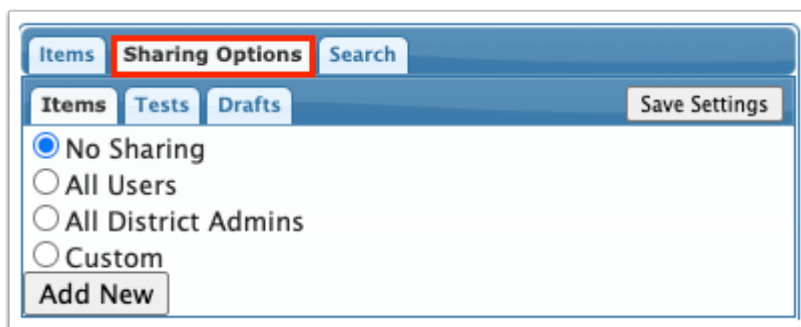 Items Sharing Options Search
Items Tests Drafts Save Settings
No Sharing
All Users
All District Admins
Custom
Add New